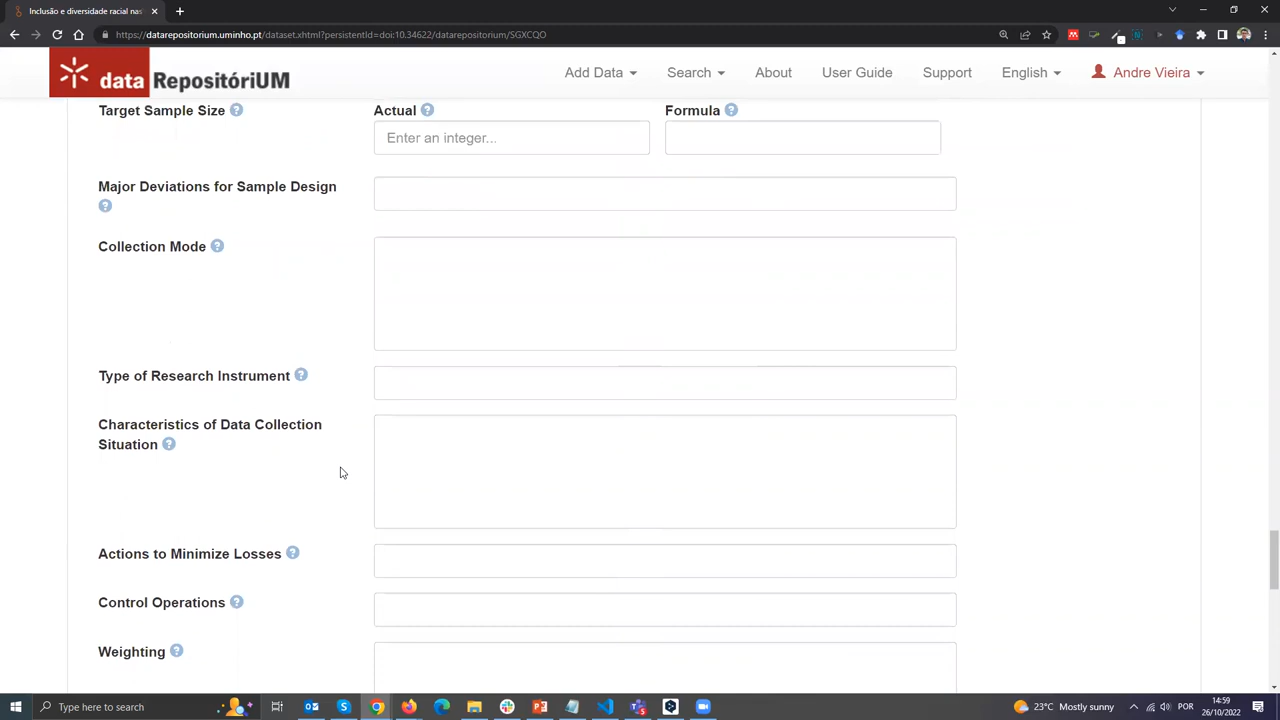 Inclusão e diversidade racial nas
https://datarepositorium.uminho.pt/dataset.xhtml?persistentId=doi:10.34622/datarepositorium/SGXCQO
data RepositóriUM
Add Data
Search
About
User Guide
Support
English
Andre Vieira
Target Sample Size
Actual
Formula
Enter an integer...
Major Deviations for Sample Design
Collection Mode
Type of Research Instrument
Characteristics of Data Collection
Situation
Actions to Minimize Losses
Control Operations
Weighting
Type here to search
23°C Mostly sunny
POR
14:59
26/10/2022